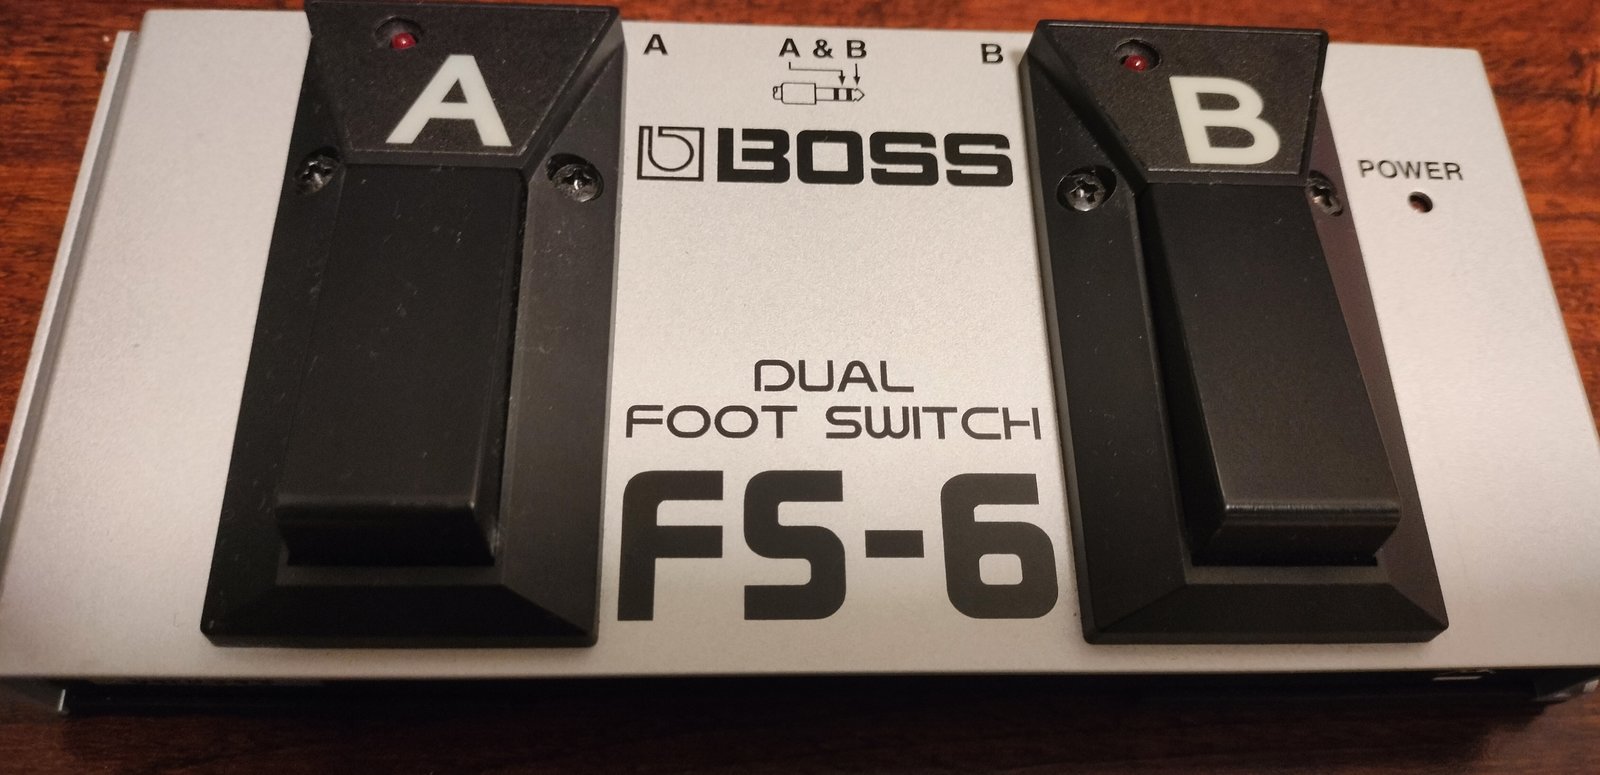 A
A
A & B
B
B
BOSS
POWER
DUAL
FOOT SWITCH
FS-6